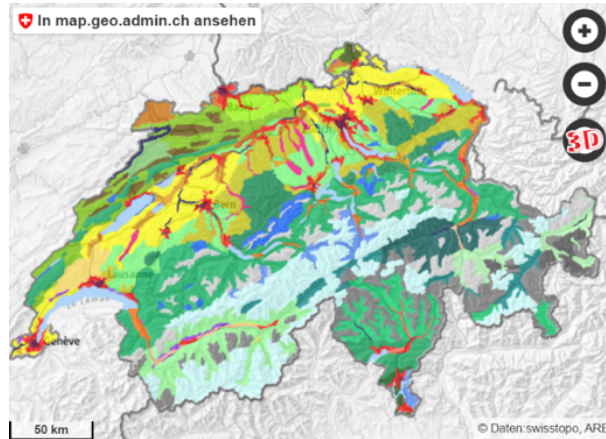 In map.geo.admin.ch ansehen
3D
Winterthur
Bern
Lausanne
Genève
50 km
© Daten:swisstopo, ARE